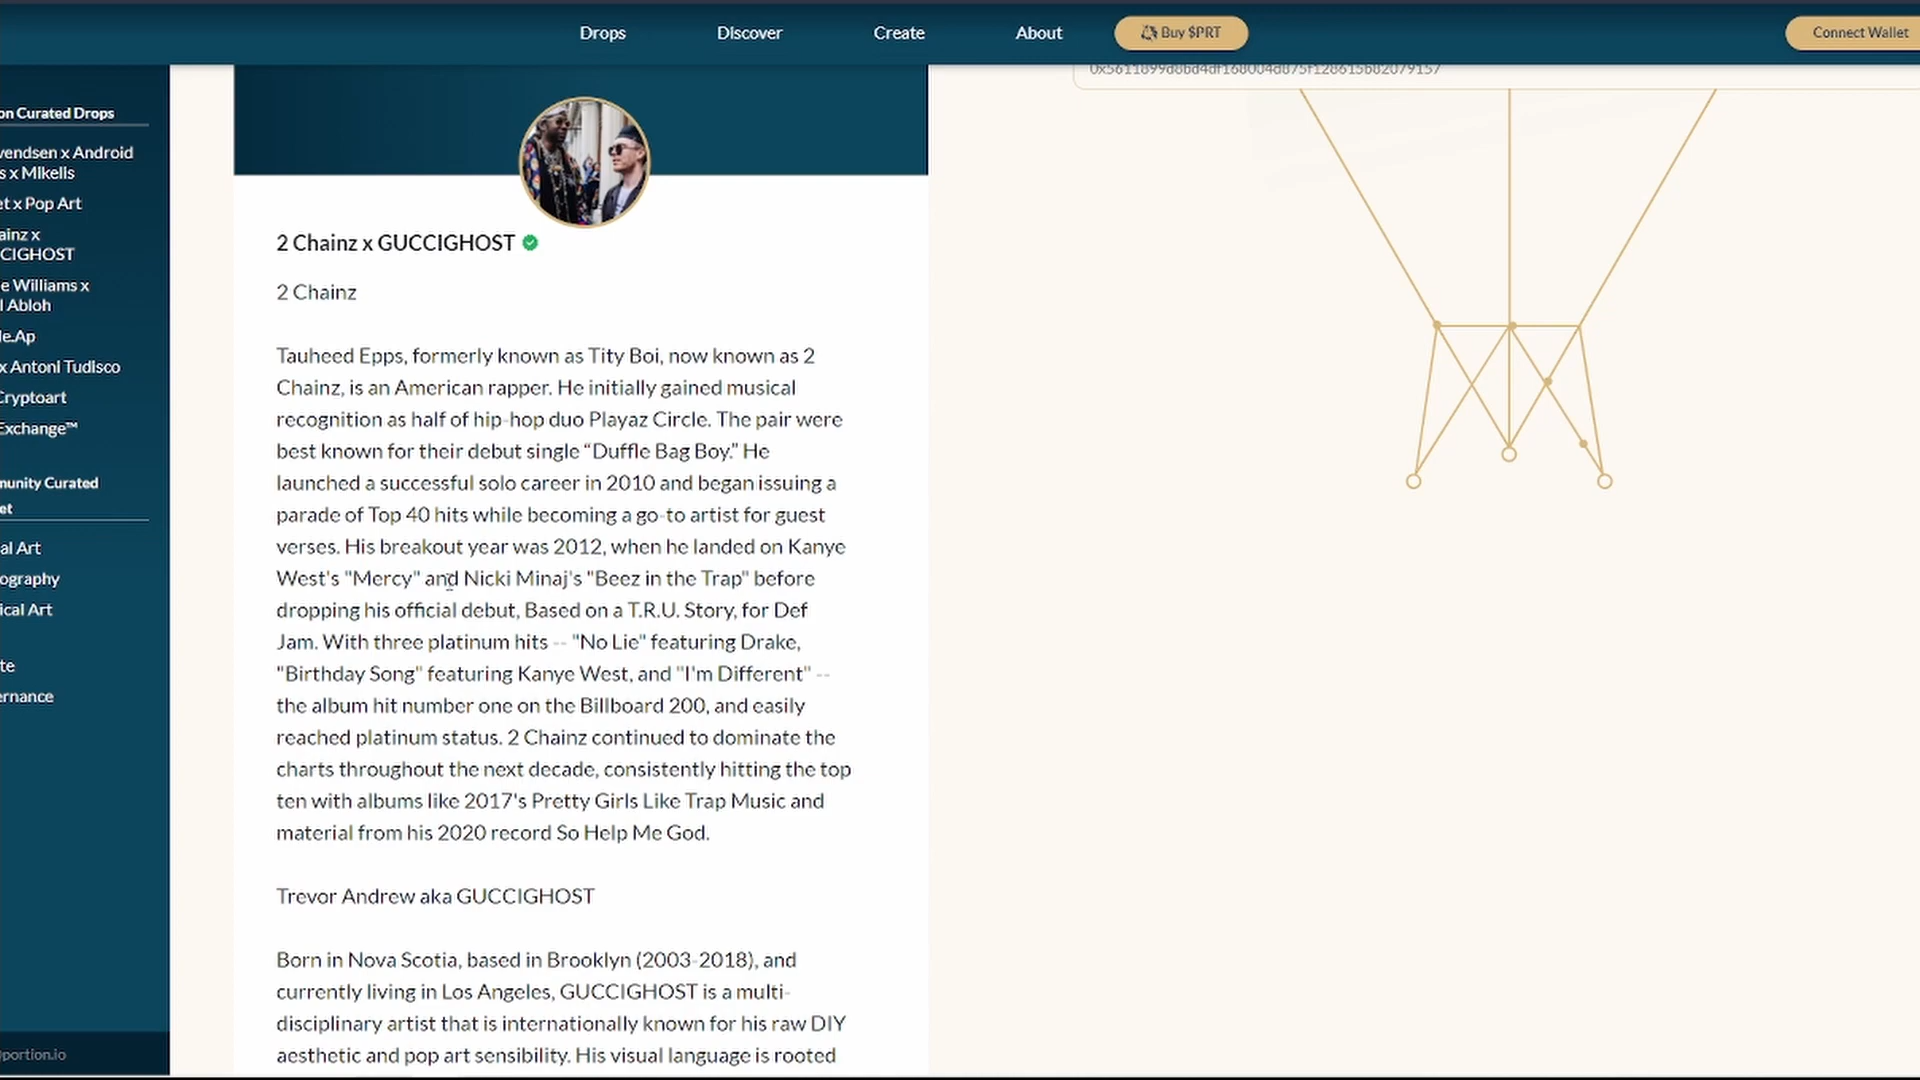 Drops Discover Create About Buy $PRT Connect Wallet
on Curated Drops
vendsen x Android
s x Mikells
et x Pop Art
ainz x
CIGHOST
e Williams x
l Abloh
le.Ap
x Antoni Tudisco
Cryptoart
Exchange™
munity Curated
et
al Art
ography
ical Art
te
ernance
portion.io
2 Chainz x GUCCIGHOST
2 Chainz
Tauheed Epps, formerly known as Tity Boi, now known as 2
Chainz, is an American rapper. He initially gained musical
recognition as half of hip-hop duo Playaz Circle. The pair were
best known for their debut single “Duffle Bag Boy.” He
launched a successful solo career in 2010 and began issuing a
parade of Top 40 hits while becoming a go-to artist for guest
verses. His breakout year was 2012, when he landed on Kanye
West's "Mercy" and Nicki Minaj's "Beez in the Trap" before
dropping his official debut, Based on a T.R.U. Story, for Def
Jam. With three platinum hits -- "No Lie" featuring Drake,
"Birthday Song" featuring Kanye West, and "I'm Different" --
the album hit number one on the Billboard 200, and easily
reached platinum status. 2 Chainz continued to dominate the
charts throughout the next decade, consistently hitting the top
ten with albums like 2017's Pretty Girls Like Trap Music and
material from his 2020 record So Help Me God.
Trevor Andrew aka GUCCIGHOST
Born in Nova Scotia, based in Brooklyn (2003-2018), and
currently living in Los Angeles, GUCCIGHOST is a multi-
disciplinary artist that is internationally known for his raw DIY
aesthetic and pop art sensibility. His visual language is rooted